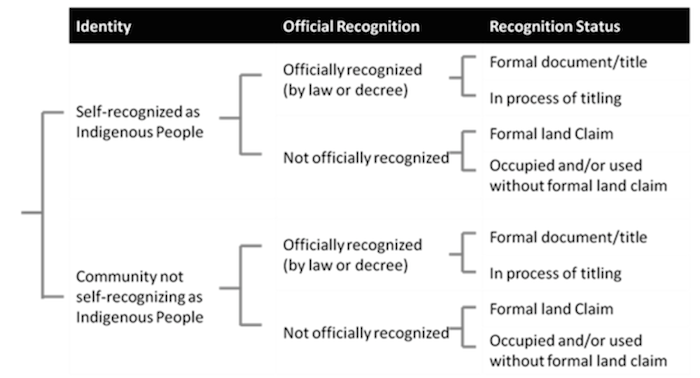 Identity Official Recognition Recognition Status
Self-recognized as
Indigenous People
Officially recognized
(by law or decree)
Formal document/title
In process of titling
Not officially recognized
Formal land Claim
Occupied and/or used
without formal land claim
Community not
self-recognizing as
Indigenous People
Officially recognized
(by law or decree)
Formal document/title
In process of titling
Not officially recognized
Formal land Claim
Occupied and/or used
without formal land claim